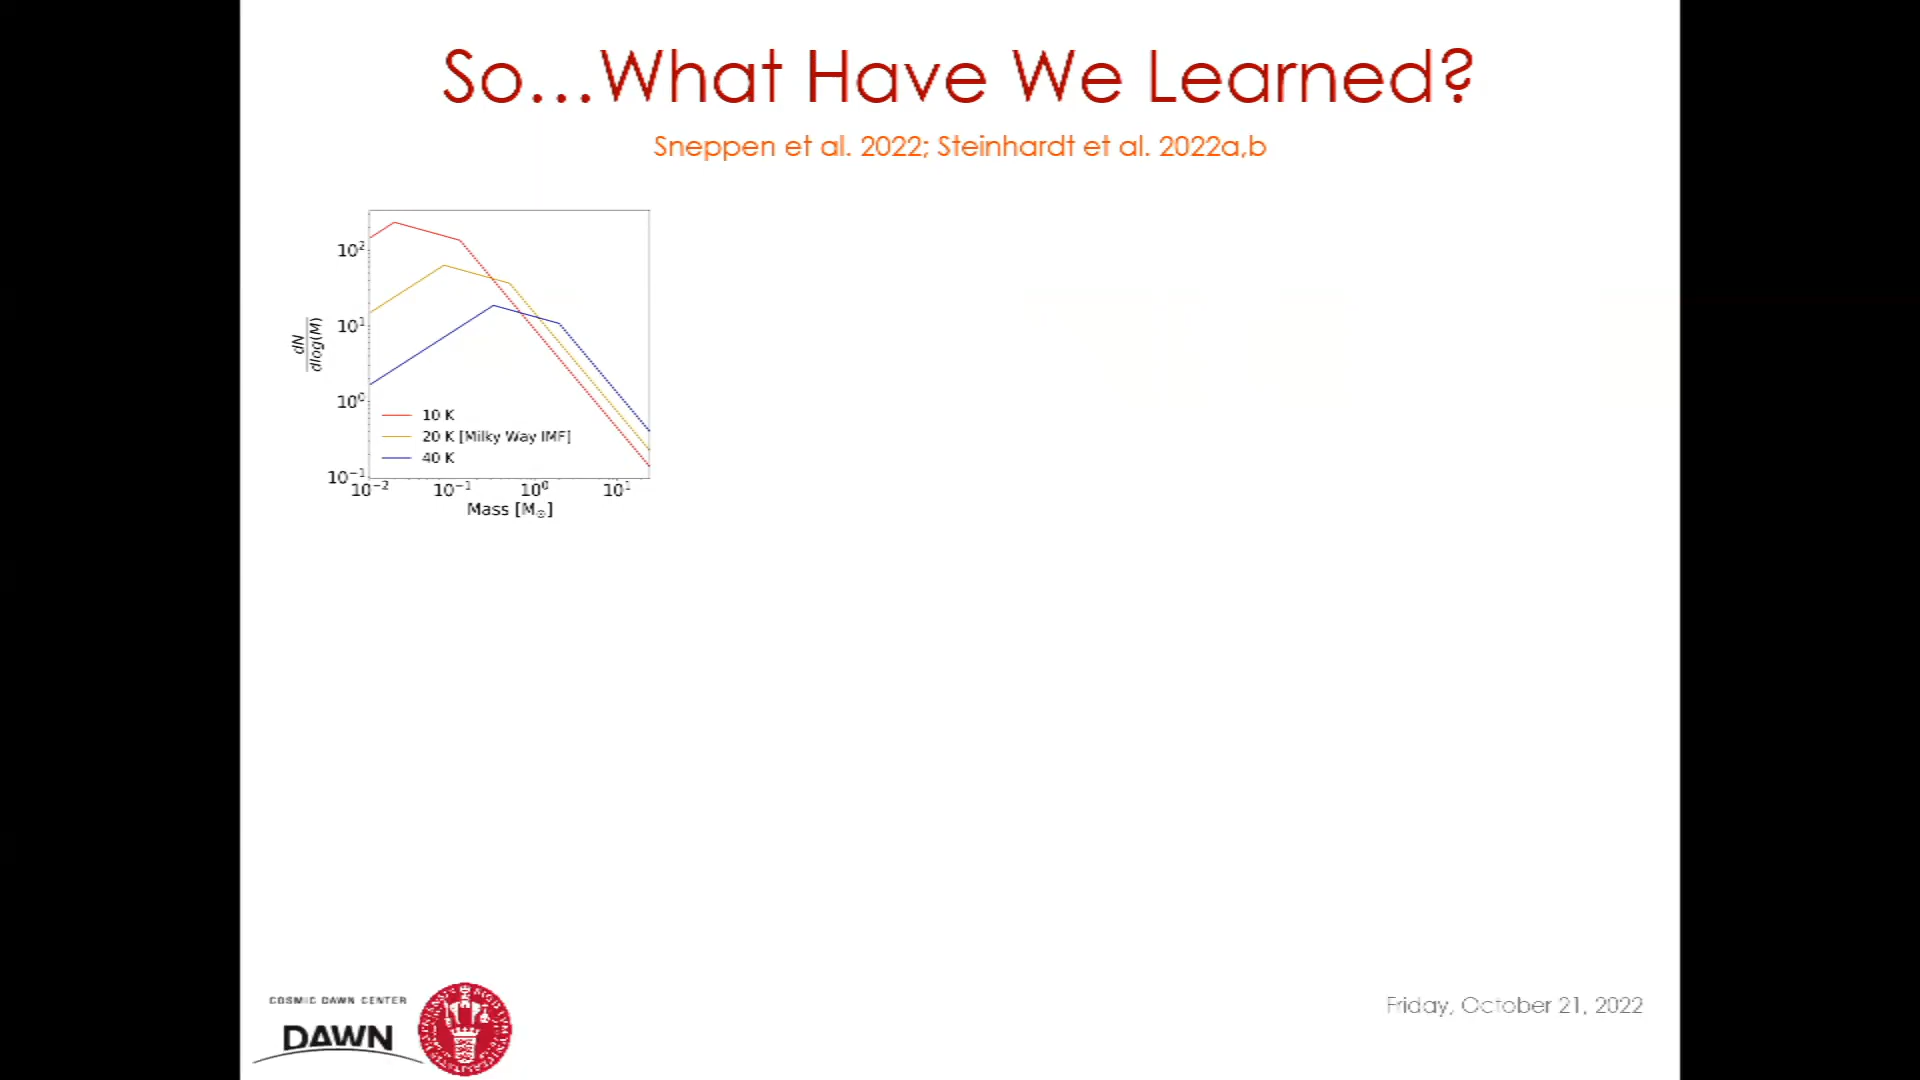 So...What Have We Learned?
Sneppen et al. 2022; Steinhardt et al. 2022a,b
10²
10¹
10⁰
10⁻¹
dN
dlog(M)
10 K
20 K [Milky Way IMF]
40 K
10⁻² 10⁻¹ 10⁰ 10¹
Mass [M☉]
COSMIC DAWN CENTER
DAWN
Friday, October 21, 2022